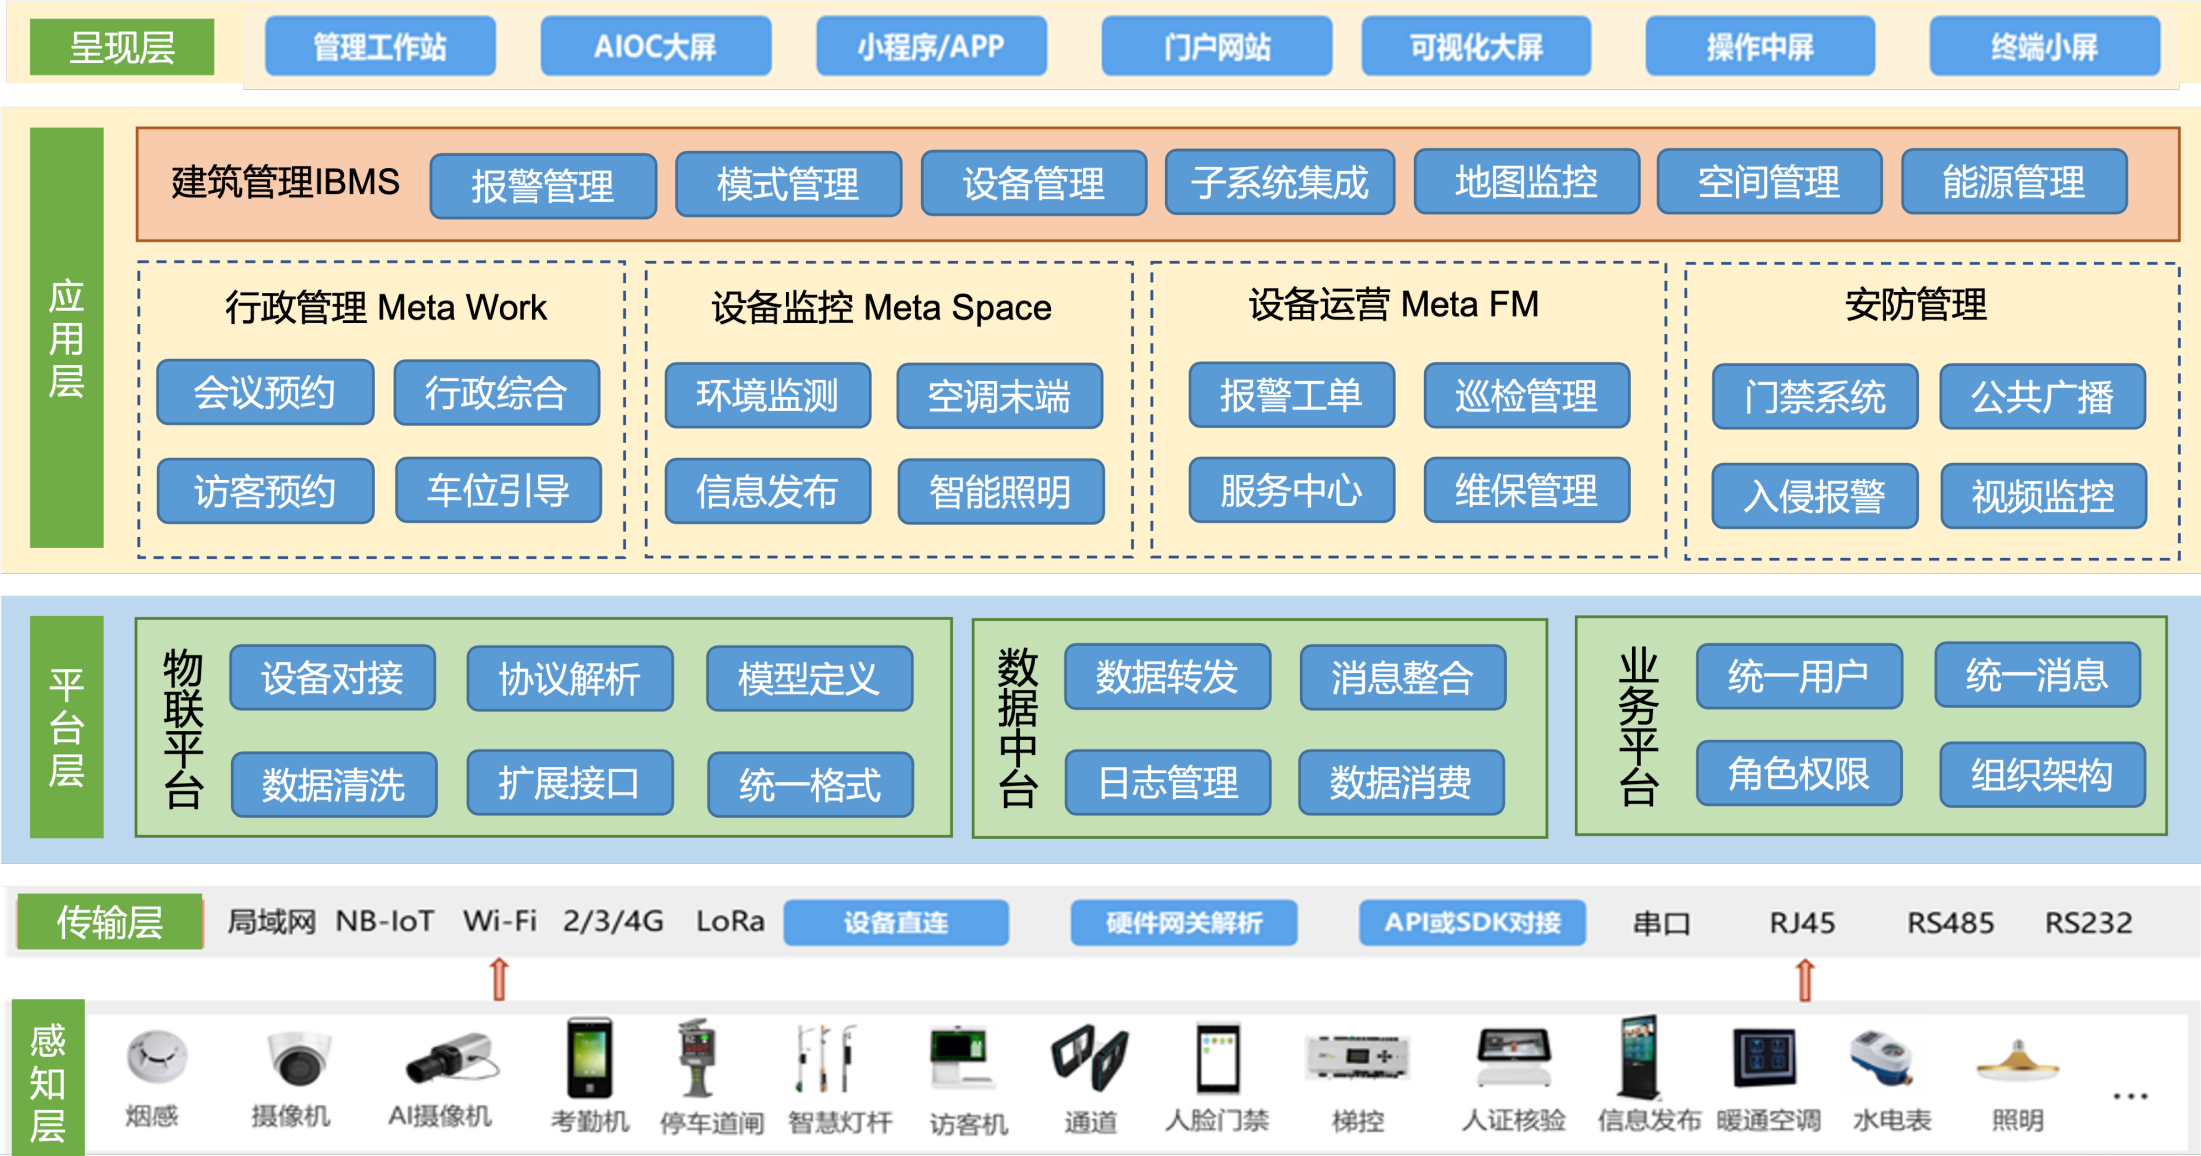 呈现层
管理工作站
AIOC大屏
小程序/APP
门户网站
可视化大屏
操作中屏
终端小屏
应用层
建筑管理IBMS
报警管理
模式管理
设备管理
子系统集成
地图监控
空间管理
能源管理
行政管理 Meta Work
会议预约
行政综合
访客预约
车位引导
设备监控 Meta Space
环境监测
空调末端
信息发布
智能照明
设备运营 Meta FM
报警工单
巡检管理
服务中心
维保管理
安防管理
门禁系统
公共广播
入侵报警
视频监控
平台层
物联平台
设备对接
协议解析
模型定义
数据清洗
扩展接口
统一格式
数据中台
数据转发
消息整合
日志管理
数据消费
业务平台
统一用户
统一消息
角色权限
组织架构
传输层
局域网
NB-IoT
Wi-Fi
2/3/4G
LoRa
设备直连
硬件网关解析
API或SDK对接
串口
RJ45
RS485
RS232
感知层
烟感
摄像机
AI摄像机
考勤机
停车道闸
智慧灯杆
访客机
通道
人脸门禁
梯控
人证核验
信息发布
暖通空调
水电表
照明
...